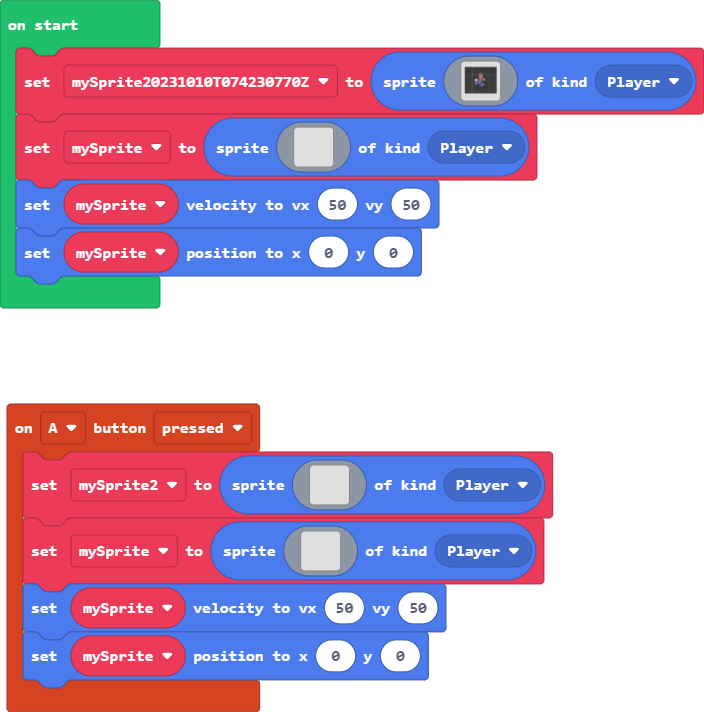 on start
set mySprite20231010T074230770Z to sprite of kind Player
set mySprite to sprite of kind Player
set mySprite velocity to vx 50 vy 50
set mySprite position to x 0 y 0
on A button pressed
set mySprite2 to sprite of kind Player
set mySprite to sprite of kind Player
set mySprite velocity to vx 50 vy 50
set mySprite position to x 0 y 0